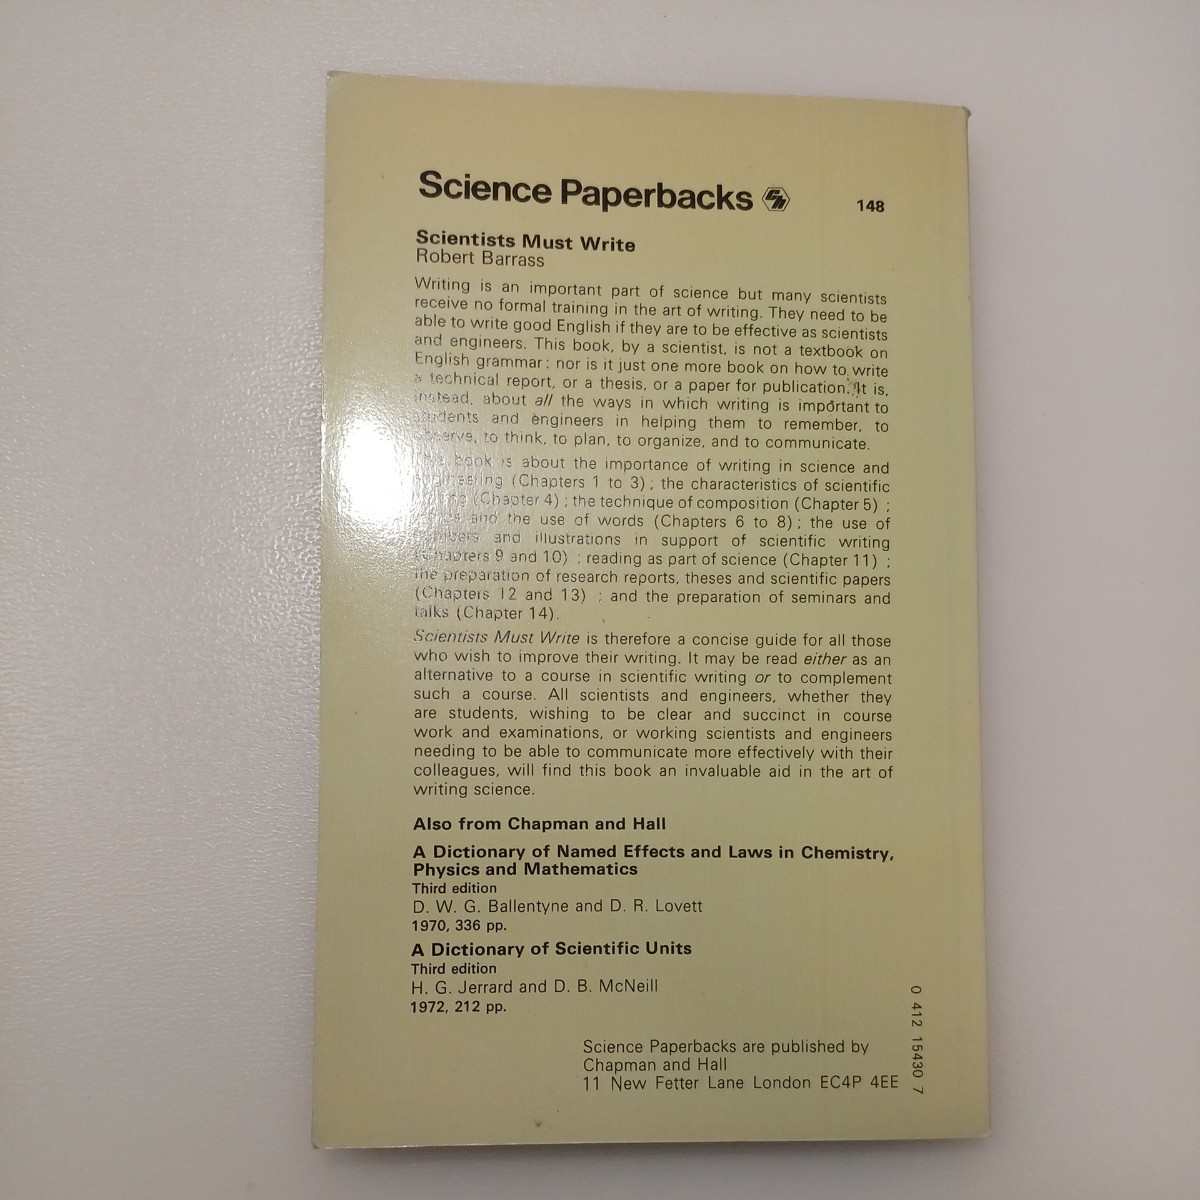 Science Paperbacks
148
Scientists Must Write
Robert Barrass
Writing is an important part of science but many scientists
receive no formal training in the art of writing. They need to be
able to write good English if they are to be effective as scientists
and engineers. This book, by a scientist, is not a textbook on
English grammar: nor is it just one more book on how to write
a technical report, or a thesis, or a paper for publication. It is,
instead, about all the ways in which writing is important to
students and engineers in helping them to remember, to
observe, to think, to plan, to organize, and to communicate.
This book is about the importance of writing in science and
engineering (Chapters 1 to 3); the characteristics of scientific
writing (Chapter 4) ; the technique of composition (Chapter 5) ;
and the use of words (Chapters 6 to 8); the use of
numbers and illustrations in support of scientific writing
(Chapters 9 and 10) ; reading as part of science (Chapter 11) ;
the preparation of research reports, theses and scientific papers
(Chapters 12 and 13) ; and the preparation of seminars and
talks (Chapter 14).
Scientists Must Write is therefore a concise guide for all those
who wish to improve their writing. It may be read either as an
alternative to a course in scientific writing or to complement
such a course. All scientists and engineers, whether they
are students, wishing to be clear and succinct in course
work and examinations, or working scientists and engineers
needing to be able to communicate more effectively with their
colleagues, will find this book an invaluable aid in the art of
writing science.
Also from Chapman and Hall
A Dictionary of Named Effects and Laws in Chemistry,
Physics and Mathematics
Third edition
D. W. G. Ballentyne and D. R. Lovett
1970, 336 pp.
A Dictionary of Scientific Units
Third edition
H. G. Jerrard and D. B. McNeill
1972, 212 pp.
Science Paperbacks are published by
Chapman and Hall
11 New Fetter Lane London EC4P 4EE
0 412 15430 7